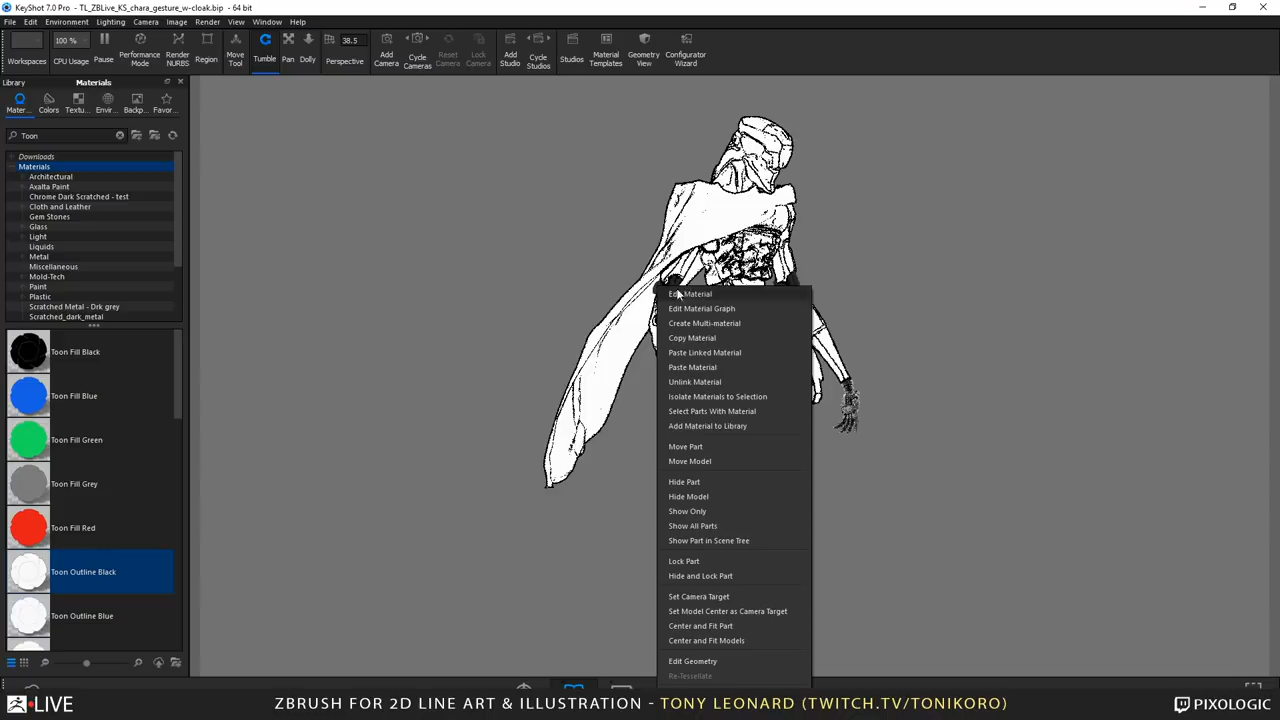 KeyShot 7.0 Pro - TL_ZBLive_KS_chara_gesture_w-cloak.bip - 64 bit
File Edit Environment Lighting Camera Image Render View Window Help
100 % 38.5
Workspaces CPU Usage Pause Performance Mode Render NURBS Region Move Tool Tumble Pan Dolly Perspective Add Camera Cycle Cameras Reset Camera Lock Camera Add Studio Cycle Studios Studios Material Templates Geometry View Configurator Wizard
Library Materials
Mater... Colors Textu... Envir... Backp... Favor...
Toon
Downloads
Materials
Architectural
Axalta Paint
Chrome Dark Scratched - test
Cloth and Leather
Gem Stones
Glass
Light
Liquids
Metal
Miscellaneous
Mold-Tech
Paint
Plastic
Scratched Metal - Drk grey
Scratched_dark_metal
Toon Fill Black
Toon Fill Blue
Toon Fill Green
Toon Fill Grey
Toon Fill Red
Toon Outline Black
Toon Outline Blue
Edit Material
Edit Material Graph
Create Multi-material
Copy Material
Paste Linked Material
Paste Material
Unlink Material
Isolate Materials to Selection
Select Parts With Material
Add Material to Library
Move Part
Move Model
Hide Part
Hide Model
Show Only
Show All Parts
Show Part in Scene Tree
Lock Part
Hide and Lock Part
Set Camera Target
Set Model Center as Camera Target
Center and Fit Part
Center and Fit Models
Edit Geometry
Re-Tessellate
LIVE ZBRUSH FOR 2D LINE ART & ILLUSTRATION - TONY LEONARD (TWITCH.TV/TONIKORO) PIXOLOGIC